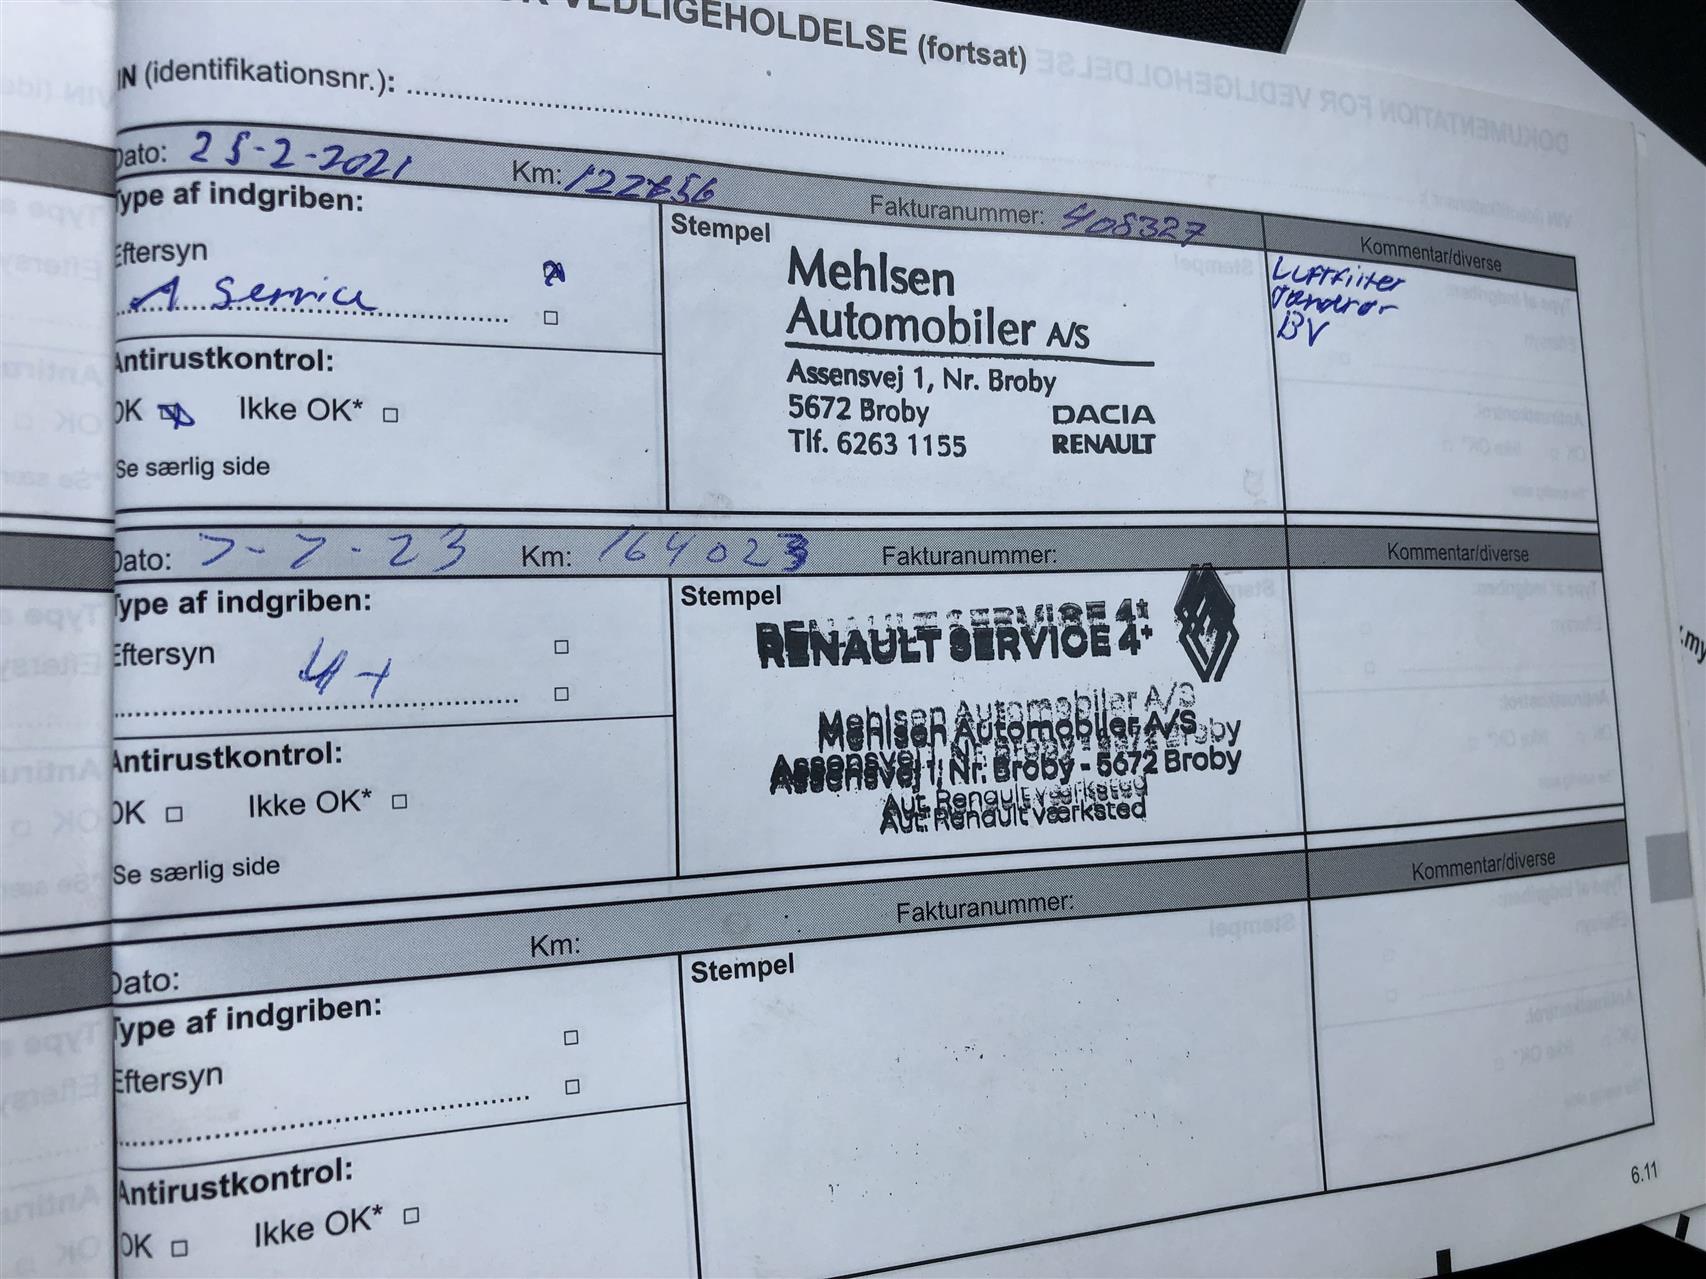 VEDLIGEHOLDELSE (fortsat)
IN (identifikationsnr.):
Dato: 25-2-2021 Km: 122656 Fakturanummer: 408327 Kommentar/diverse
Type af indgriben:
Eftersyn
A Service
Antirustkontrol:
OK Ikke OK*
Se særlig side
Stempel
Mehlsen
Automobiler A/S
Assensvej 1, Nr. Broby
5672 Broby DACIA
Tlf. 6263 1155 RENAULT
Luftfilter
Tændrør
BV
Dato: 7-7-23 Km: 164023 Fakturanummer: Kommentar/diverse
Type af indgriben:
Eftersyn
4+
Antirustkontrol:
OK Ikke OK*
Se særlig side
Stempel
RENAULT SERVICE 4+
Mehlsen Automobiler A/S
Assensvej 1, Nr. Broby - 5672 Broby
Aut. Renault værksted
Dato: Km: Fakturanummer: Kommentar/diverse
Type af indgriben:
Eftersyn
Antirustkontrol:
OK Ikke OK*
Stempel
6.11